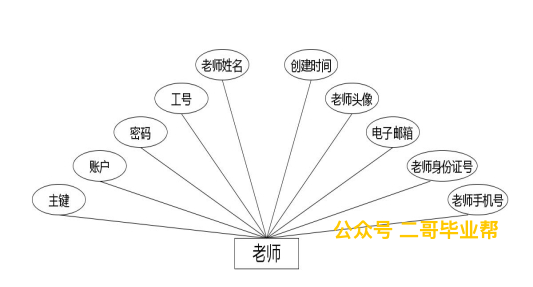 老师姓名
创建时间
工号
老师头像
密码
电子邮箱
账户
老师身份证号
主键
老师手机号
公众号 二哥毕业帮
老师